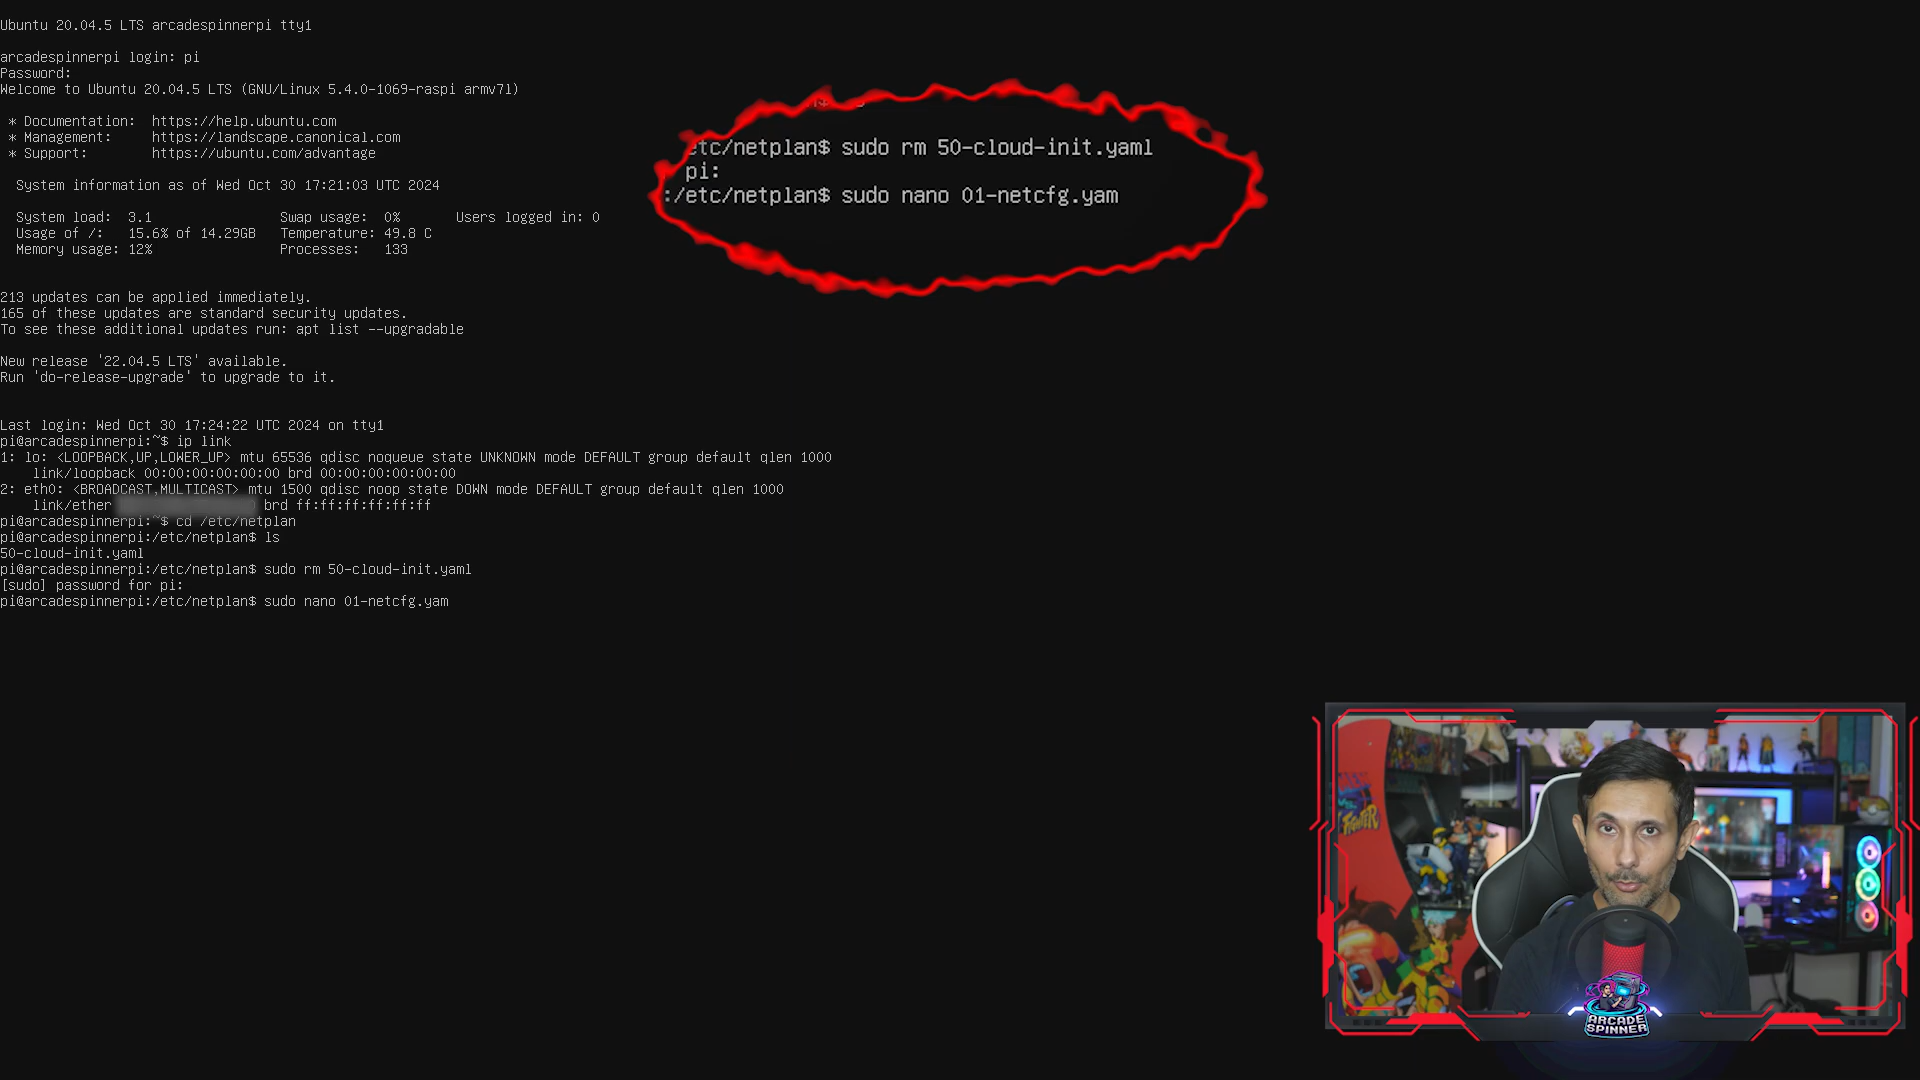 Ubuntu 20.04.5 LTS arcadespinnerpi tty1
arcadespinnerpi login: pi
Password:
Welcome to Ubuntu 20.04.5 LTS (GNU/Linux 5.4.0-1069-raspi armv7l)
* Documentation: https://help.ubuntu.com
* Management: https://landscape.canonical.com
* Support: https://ubuntu.com/advantage
System information as of Wed Oct 30 17:21:03 UTC 2024
System load: 3.1 Swap usage: 0% Users logged in: 0
Usage of /: 15.6% of 14.29GB Temperature: 49.8 C
Memory usage: 12% Processes: 133
213 updates can be applied immediately.
165 of these updates are standard security updates.
To see these additional updates run: apt list --upgradable
New release '22.04.5 LTS' available.
Run 'do-release-upgrade' to upgrade to it.
Last login: Wed Oct 30 17:24:22 UTC 2024 on tty1
pi@arcadespinnerpi:~$ ip link
1: lo: <LOOPBACK,UP,LOWER_UP> mtu 65536 qdisc noqueue state UNKNOWN mode DEFAULT group default qlen 1000
link/loopback 00:00:00:00:00:00 brd 00:00:00:00:00:00
2: eth0: <BROADCAST,MULTICAST> mtu 1500 qdisc noop state DOWN mode DEFAULT group default qlen 1000
link/ether brd ff:ff:ff:ff:ff:ff
pi@arcadespinnerpi:~$ cd /etc/netplan
pi@arcadespinnerpi:/etc/netplan$ ls
50-cloud-init.yaml
pi@arcadespinnerpi:/etc/netplan$ sudo rm 50-cloud-init.yaml
[sudo] password for pi:
pi@arcadespinnerpi:/etc/netplan$ sudo nano 01-netcfg.yam
etc/netplan$ sudo rm 50-cloud-init.yaml
pi:
:/etc/netplan$ sudo nano 01-netcfg.yam
FIGHTER
ARCADE
SPINNER